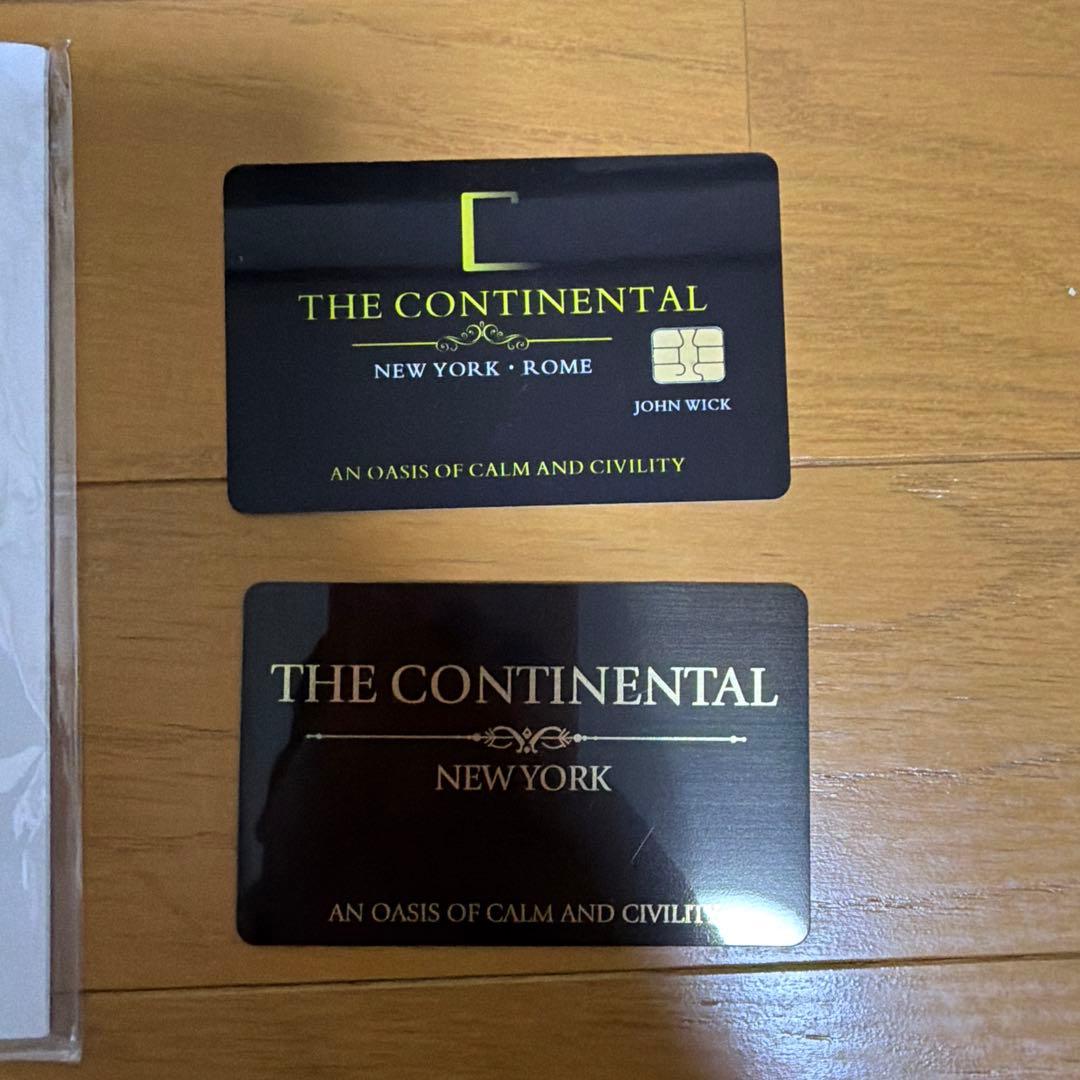 THE CONTINENTAL
NEW YORK • ROME
JOHN WICK
AN OASIS OF CALM AND CIVILITY
THE CONTINENTAL
NEW YORK
AN OASIS OF CALM AND CIVILITY